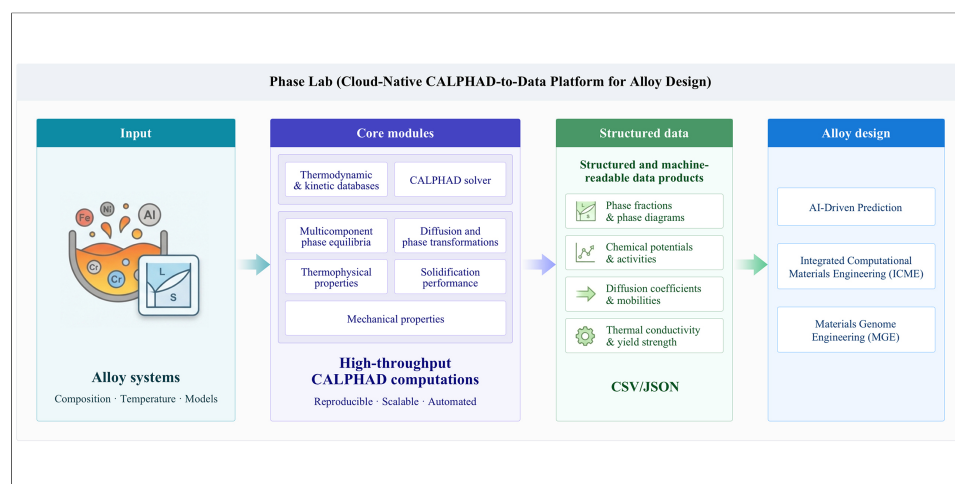 Phase Lab (Cloud-Native CALPHAD-to-Data Platform for Alloy Design)
Input
Fe
Ni
Al
Cr
Cr
L
S
Alloy systems
Composition · Temperature · Models
Core modules
Thermodynamic
& kinetic databases
CALPHAD solver
Multicomponent
phase equilibria
Diffusion and
phase transformations
Thermophysical
properties
Solidification
performance
Mechanical properties
High-throughput
CALPHAD computations
Reproducible · Scalable · Automated
Structured data
Structured and machine-
readable data products
L
S
Phase fractions
& phase diagrams
Chemical potentials
& activities
Diffusion coefficients
& mobilities
Thermal conductivity
& yield strength
CSV/JSON
Alloy design
AI-Driven Prediction
Integrated Computational
Materials Engineering (ICME)
Materials Genome
Engineering (MGE)